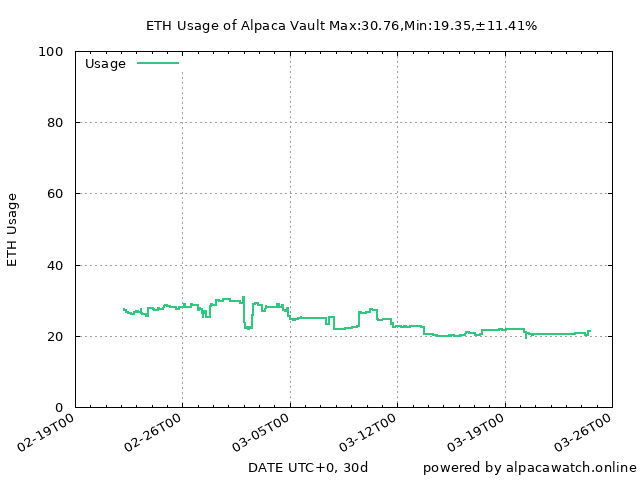 ETH Usage of Alpaca Vault Max:30.76,Min:19.35,±11.41%
100
Usage
80
60
ETH Usage
40
20
0
02-19T00 02-26T00 03-05T00 03-12T00 03-19T00 03-26T00
DATE UTC+0, 30d powered by alpacawatch.online